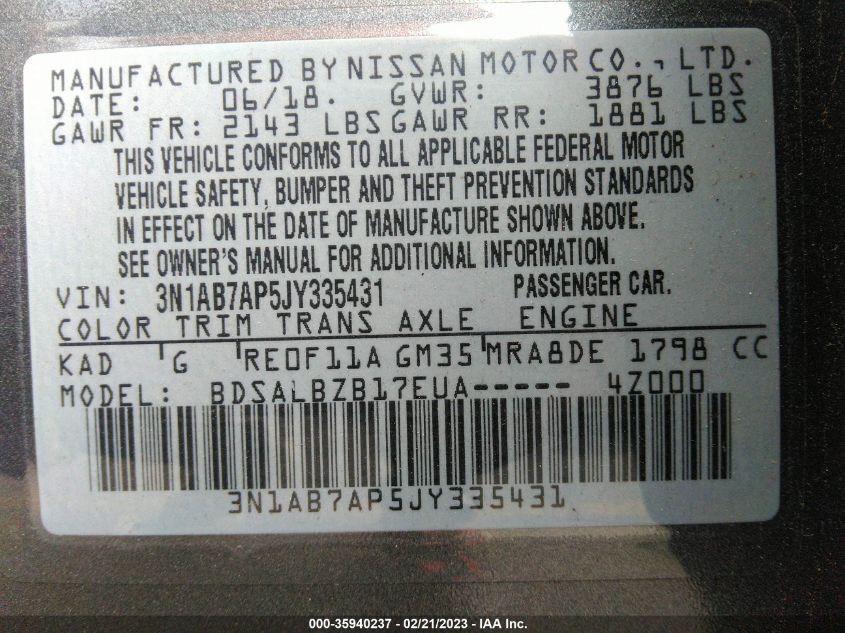 MANUFACTURED BY NISSAN MOTOR CO., LTD.
DATE: 06/18. GVWR: 3876 LBS
GAWR FR: 2143 LBS GAWR RR: 1881 LBS
THIS VEHICLE CONFORMS TO ALL APPLICABLE FEDERAL MOTOR
VEHICLE SAFETY, BUMPER AND THEFT PREVENTION STANDARDS
IN EFFECT ON THE DATE OF MANUFACTURE SHOWN ABOVE.
SEE OWNER'S MANUAL FOR ADDITIONAL INFORMATION.
VIN: 3N1AB7AP5JY335431 PASSENGER CAR.
COLOR TRIM TRANS AXLE ENGINE
KAD G RE0F11A GM35 MRA8DE 1798 CC
MODEL: BDSALBZB17EUA----- 4Z000
3N1AB7AP5JY335431
000-35940237 - 02/21/2023 - IAA Inc.